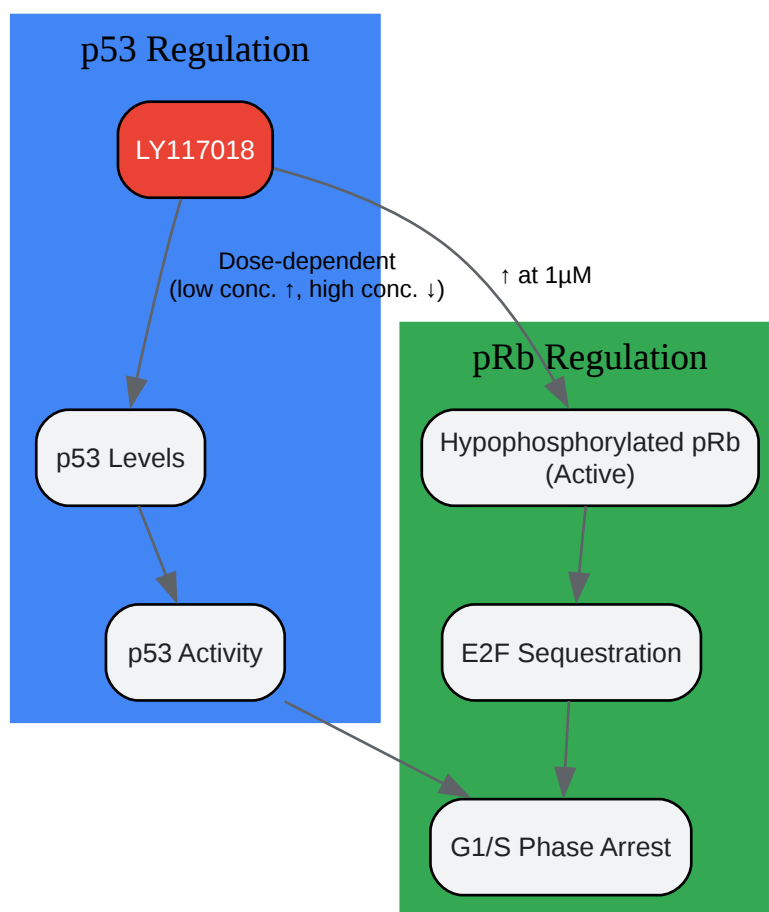 p53 Regulation
LY117018
Dose-dependent
(low conc. ↑, high conc. ↓)
↑ at 1μM
pRb Regulation
p53 Levels
Hypophosphorylated pRb
(Active)
p53 Activity
E2F Sequestration
G1/S Phase Arrest